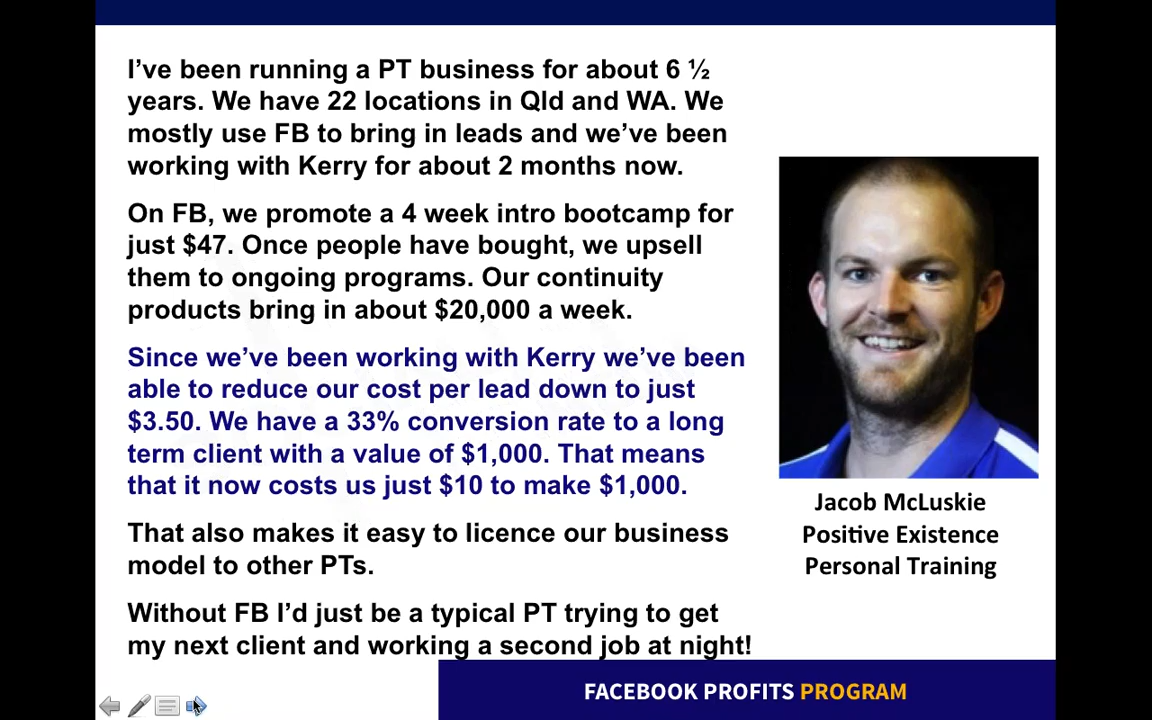 I’ve been running a PT business for about 6 ½
years. We have 22 locations in Qld and WA. We
mostly use FB to bring in leads and we’ve been
working with Kerry for about 2 months now.
On FB, we promote a 4 week intro bootcamp for
just $47. Once people have bought, we upsell
them to ongoing programs. Our continuity
products bring in about $20,000 a week.
Since we’ve been working with Kerry we’ve been
able to reduce our cost per lead down to just
$3.50. We have a 33% conversion rate to a long
term client with a value of $1,000. That means
that it now costs us just $10 to make $1,000.
That also makes it easy to licence our business
model to other PTs.
Without FB I’d just be a typical PT trying to get
my next client and working a second job at night!
Jacob McLuskie
Positive Existence
Personal Training
FACEBOOK PROFITS PROGRAM